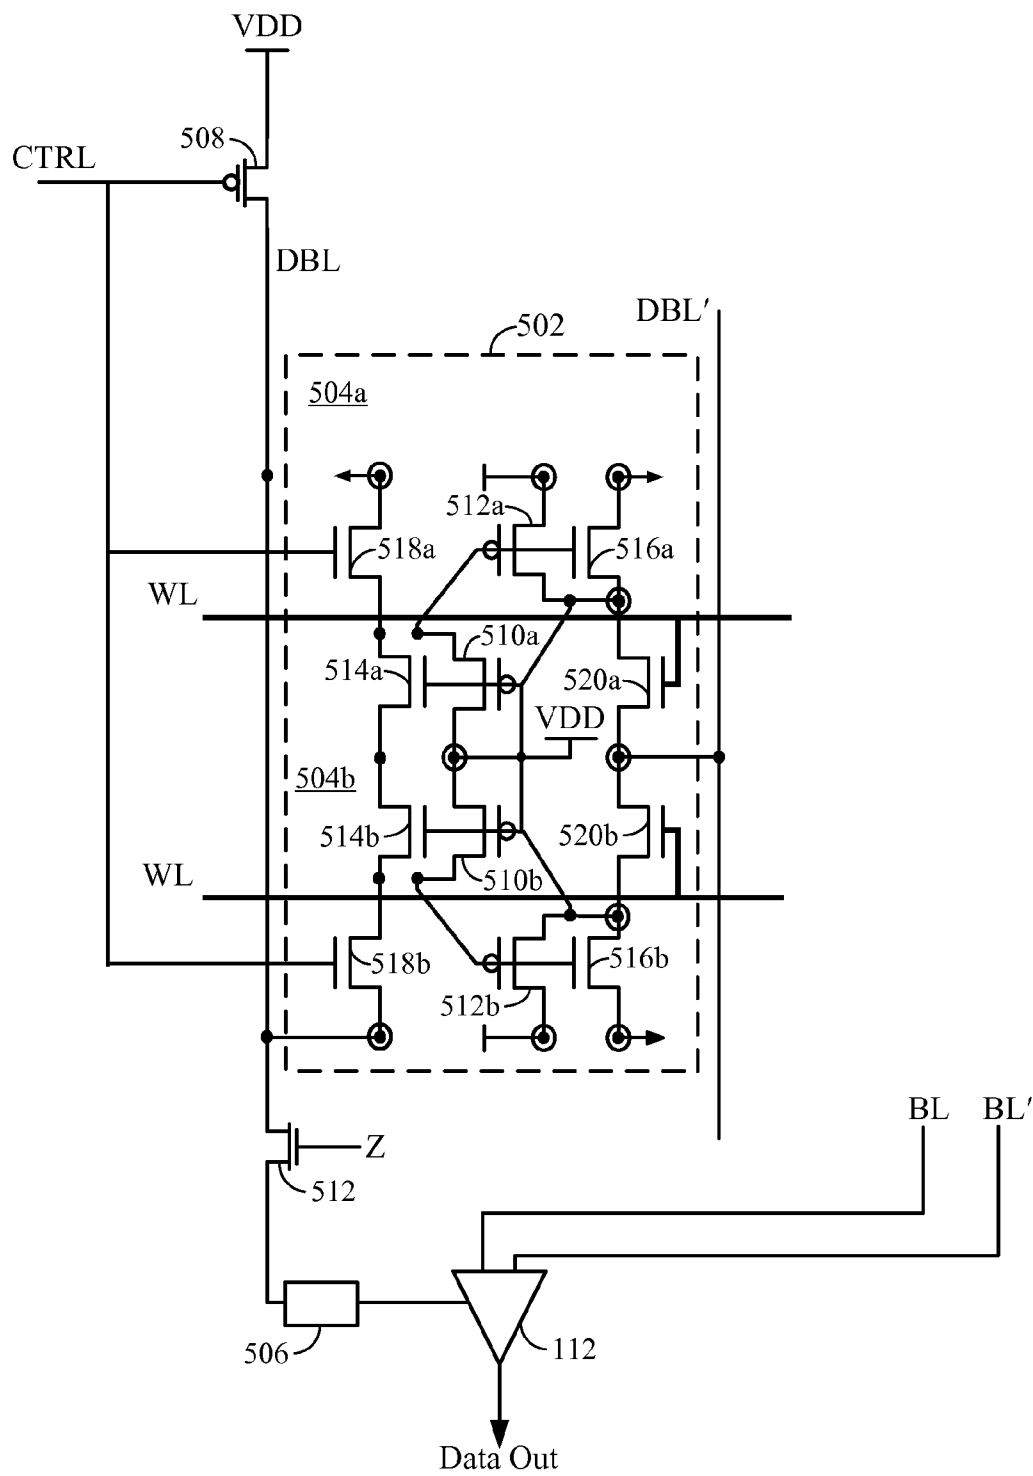 VDD
508
CTRL
DBL
DBL′
502
504a
512a
518a
516a
WL
510a
514a
520a
VDD
504b
514b
520b
510b
WL
518b
516b
512b
BL
BL′
Z
512
506
112
Data Out